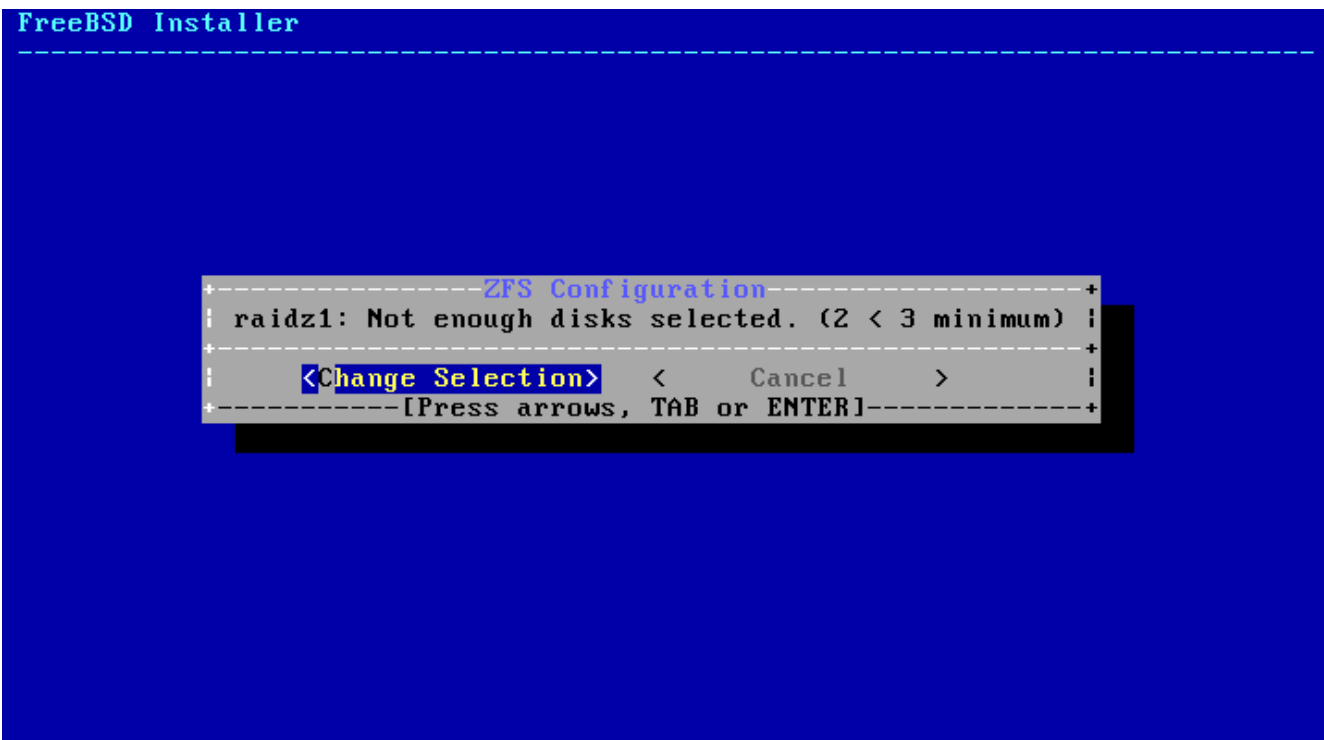 FreeBSD Installer
ZFS Configuration
raidz1: Not enough disks selected. (2 < 3 minimum)
<Change Selection> < Cancel >
[Press arrows, TAB or ENTER]